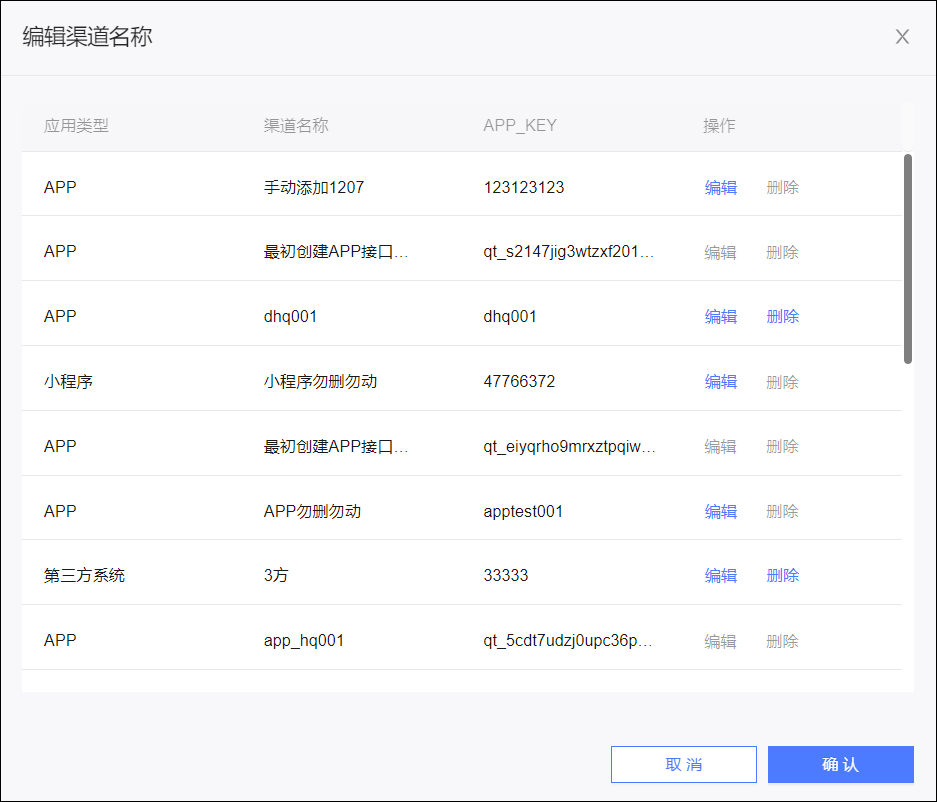 编辑渠道名称
应用类型 渠道名称 APP_KEY 操作
APP 手动添加1207 123123123 编辑 删除
APP 最初创建APP接口... qt_s2147jig3wtzxf201... 编辑 删除
APP dhq001 dhq001 编辑 删除
小程序 小程序勿删勿动 47766372 编辑 删除
APP 最初创建APP接口... qt_eiyqrho9mrxztpqiw... 编辑 删除
APP APP勿删勿动 apptest001 编辑 删除
第三方系统 3方 33333 编辑 删除
APP app_hq001 qt_5cdt7udzj0upc36p... 编辑 删除
取消 确认